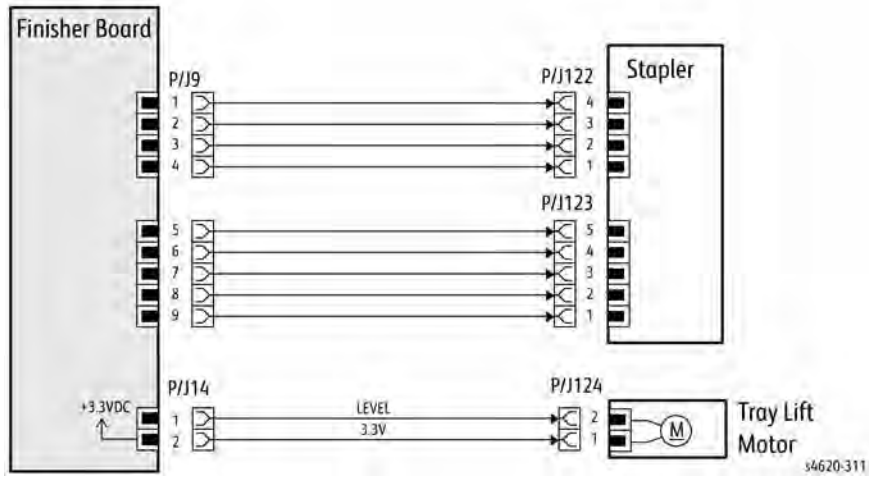 Finisher Board
P/J9
1
2
3
4
5
6
7
8
9
P/J122
4
3
2
1
Stapler
P/J123
5
4
3
2
1
P/J14
+3.3VDC
1
2
LEVEL
3.3V
P/J124
2
1
M
Tray Lift
Motor
s4620-311